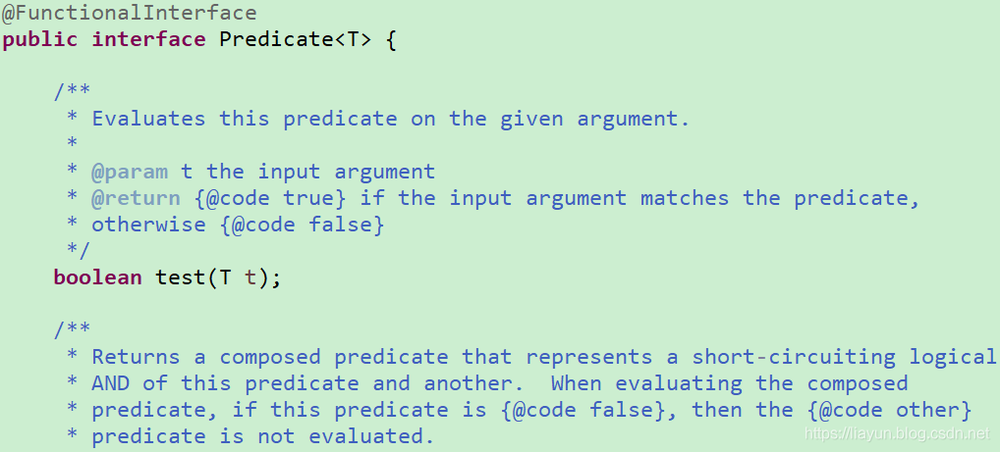 @FunctionalInterface
public interface Predicate<T> {
/**
* Evaluates this predicate on the given argument.
*
* @param t the input argument
* @return {@code true} if the input argument matches the predicate,
* otherwise {@code false}
*/
boolean test(T t);
/**
* Returns a composed predicate that represents a short-circuiting logical
* AND of this predicate and another.  When evaluating the composed
* predicate, if this predicate is {@code false}, then the {@code other}
* predicate is not evaluated.
https://liayun.blog.csdn.net